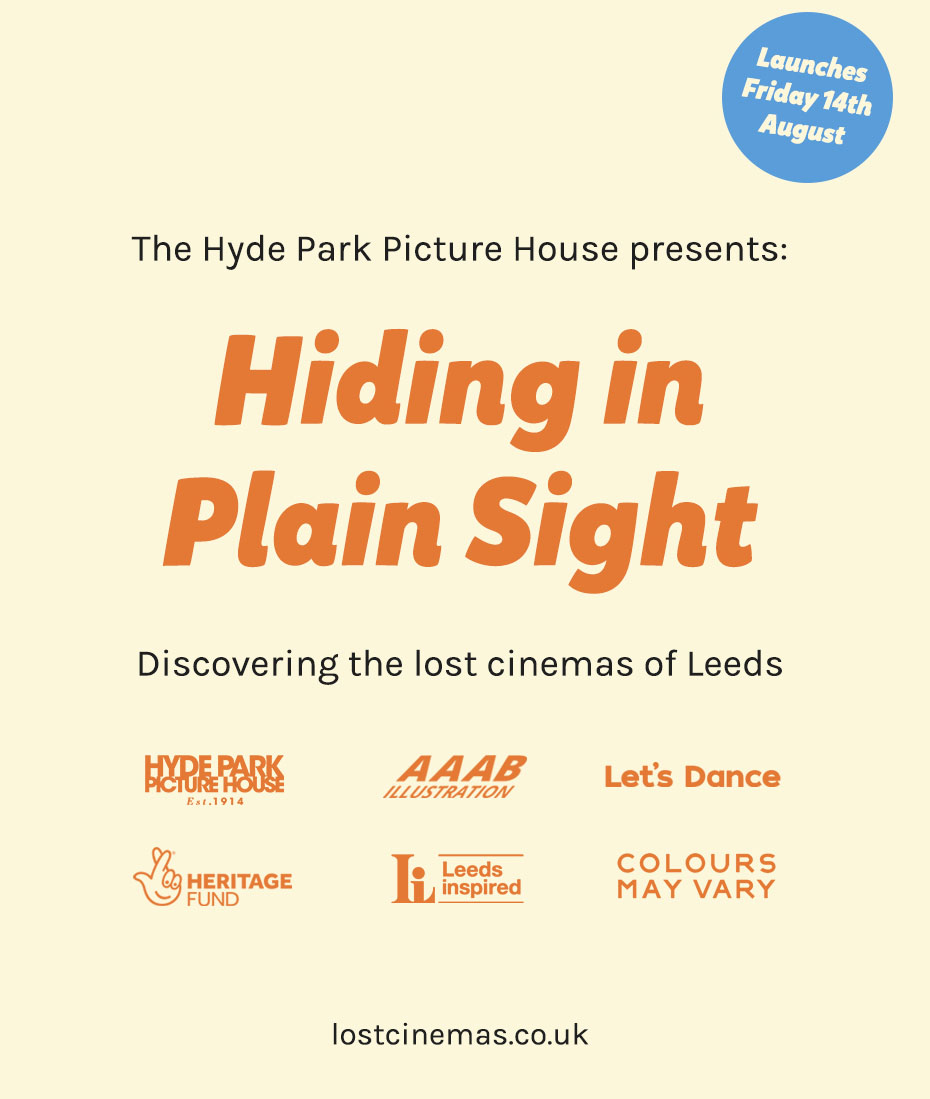 Launches
Friday 14th
August
The Hyde Park Picture House presents:
Hiding in
Plain Sight
Discovering the lost cinemas of Leeds
HYDE PARK
PICTURE HOUSE
Est.1914
AAAB
ILLUSTRATION
Let's Dance
HERITAGE
FUND
Li
Leeds
inspired
COLOURS
MAY VARY
lostcinemas.co.uk